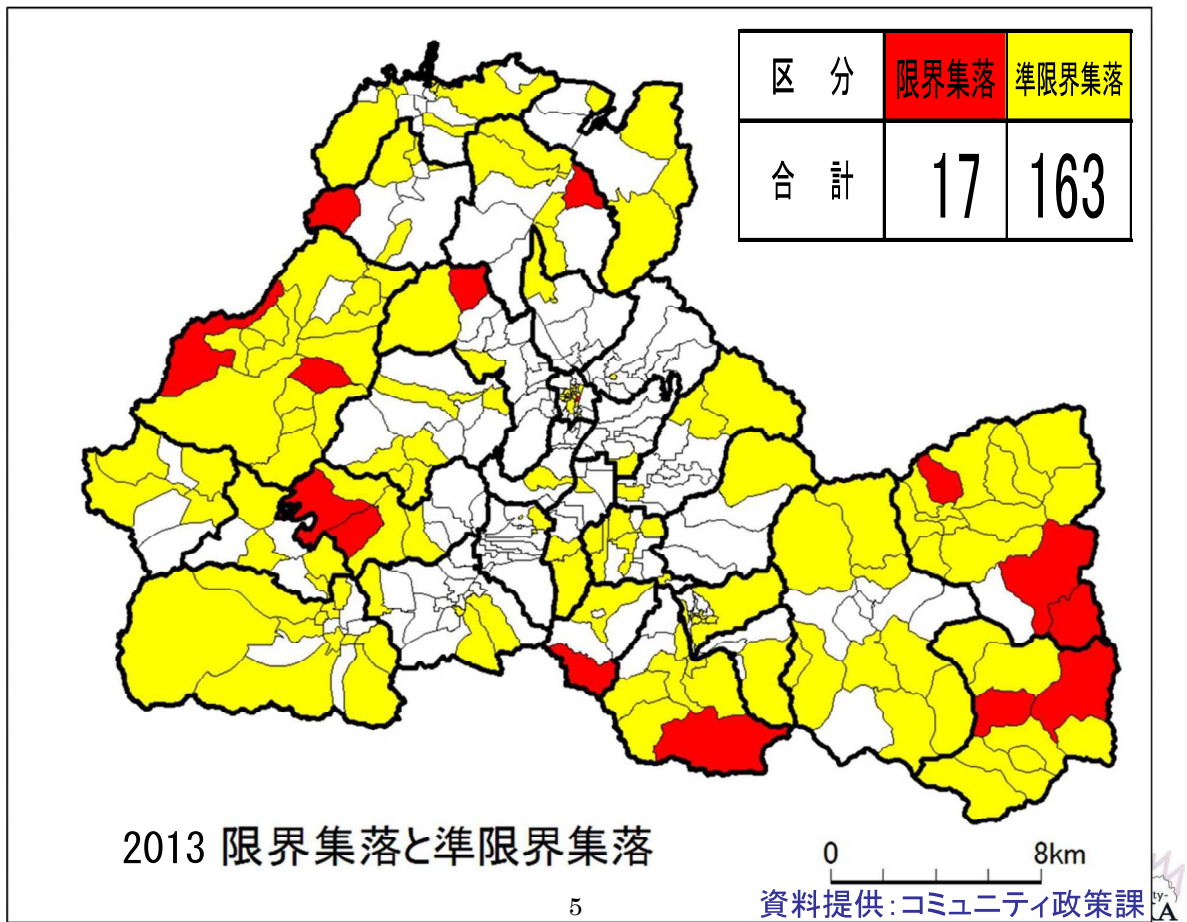 区 分 限界集落 準限界集落
合 計 17 163
2013 限界集落と準限界集落
0 8km
5
資料提供:コミュニティ政策課
ty-
KA